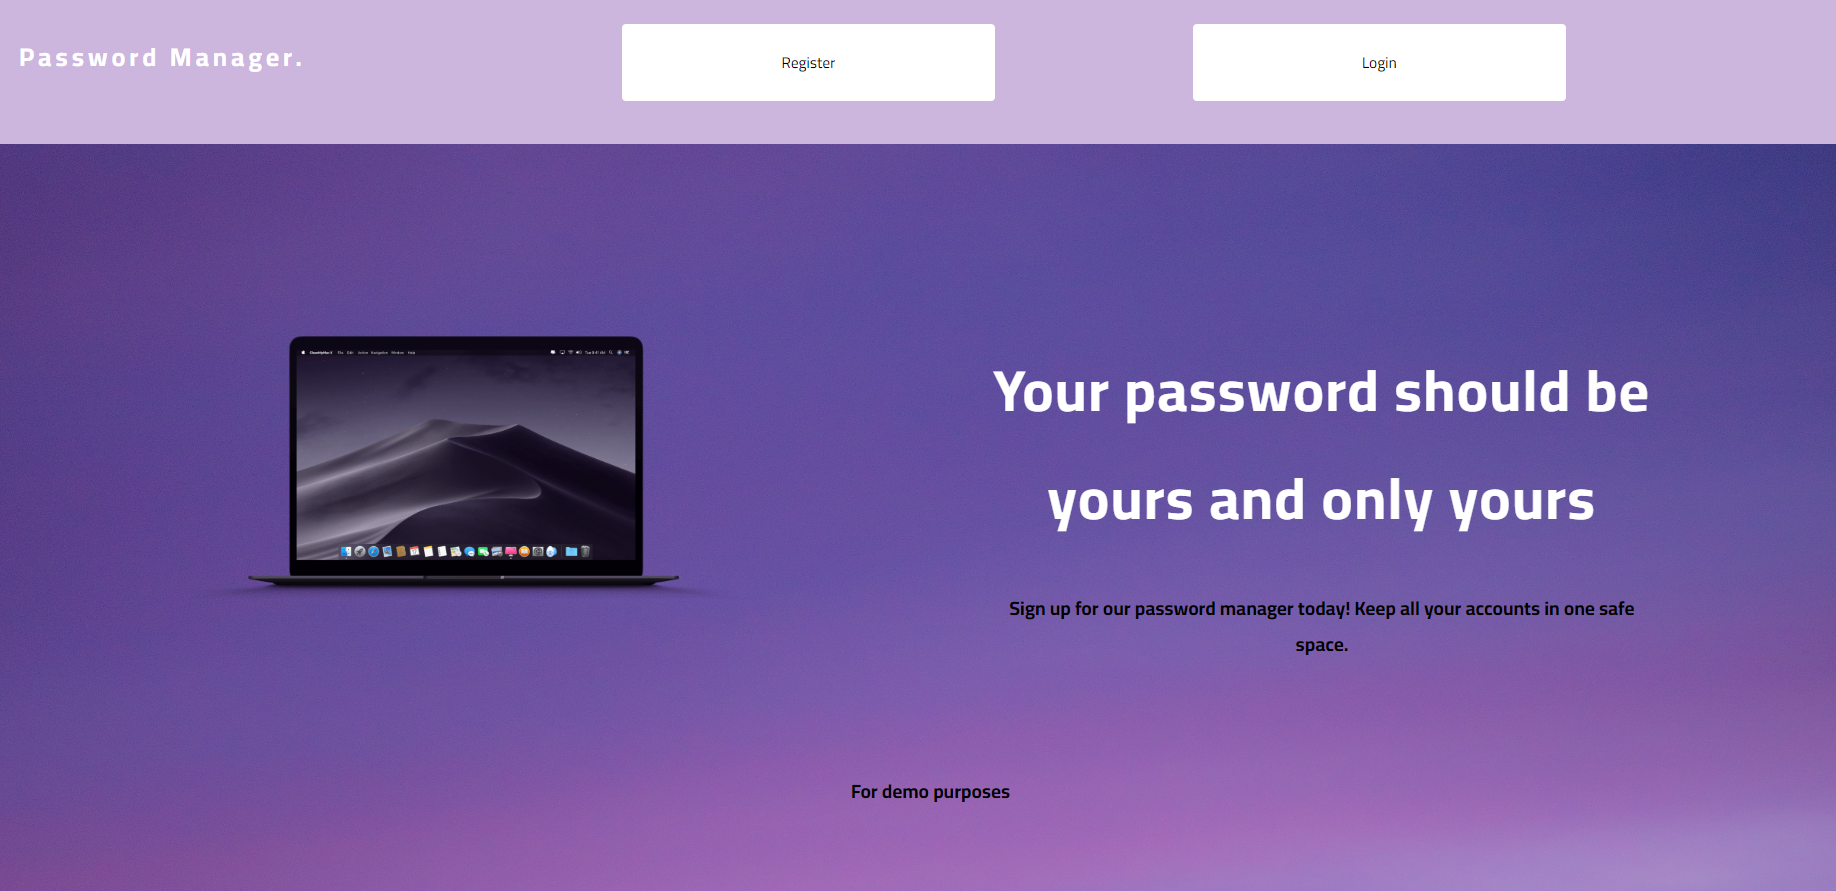 Password Manager.
Register
Login
Your password should be
yours and only yours
Sign up for our password manager today! Keep all your accounts in one safe
space.
For demo purposes